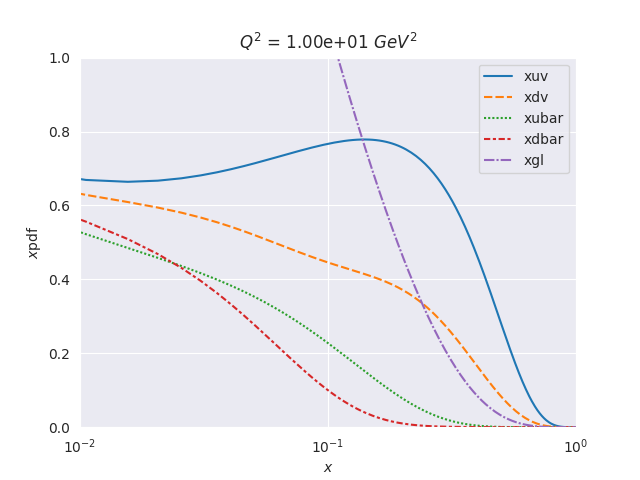 Q² = 1.00e+01 GeV²
1.0
0.8
0.6
0.4
0.2
0.0
xpdf
10⁻²
10⁻¹
10⁰
x
xuv
xdv
xubar
xdbar
xgl